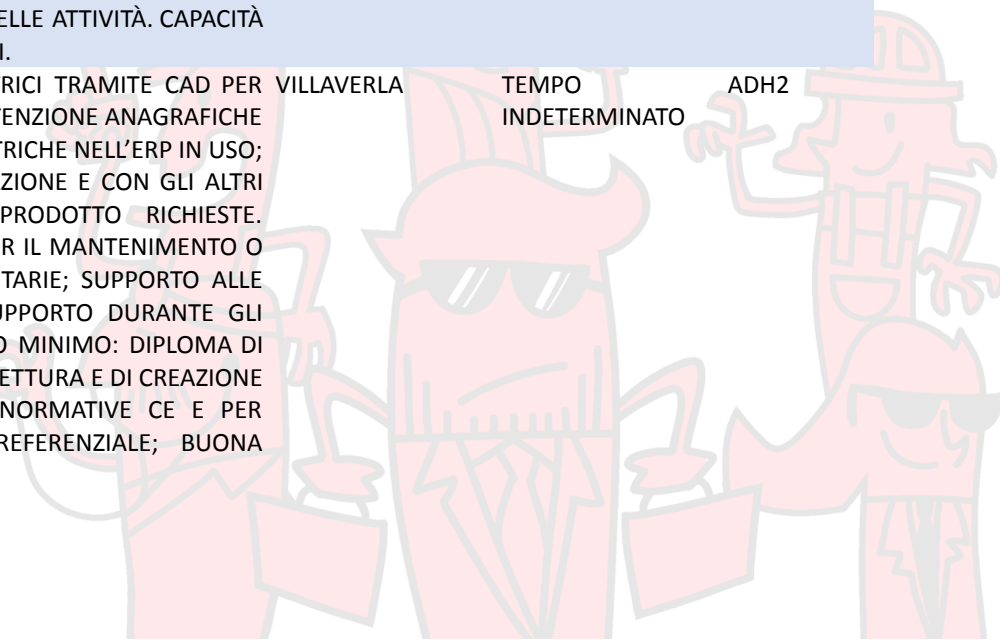 ELLE ATTIVITÀ. CAPACITÀ
I.
RICI TRAMITE CAD PER VILLAVERLA TEMPO ADH2
TENZIONE ANAGRAFICHE INDETERMINATO
TRICHE NELL'ERP IN USO;
ZIONE E CON GLI ALTRI
PRODOTTO RICHIESTE.
R IL MANTENIMENTO O
TARIE; SUPPORTO ALLE
UPPORTO DURANTE GLI
O MINIMO: DIPLOMA DI
ETTURA E DI CREAZIONE
NORMATIVE CE E PER
REFERENZIALE; BUONA